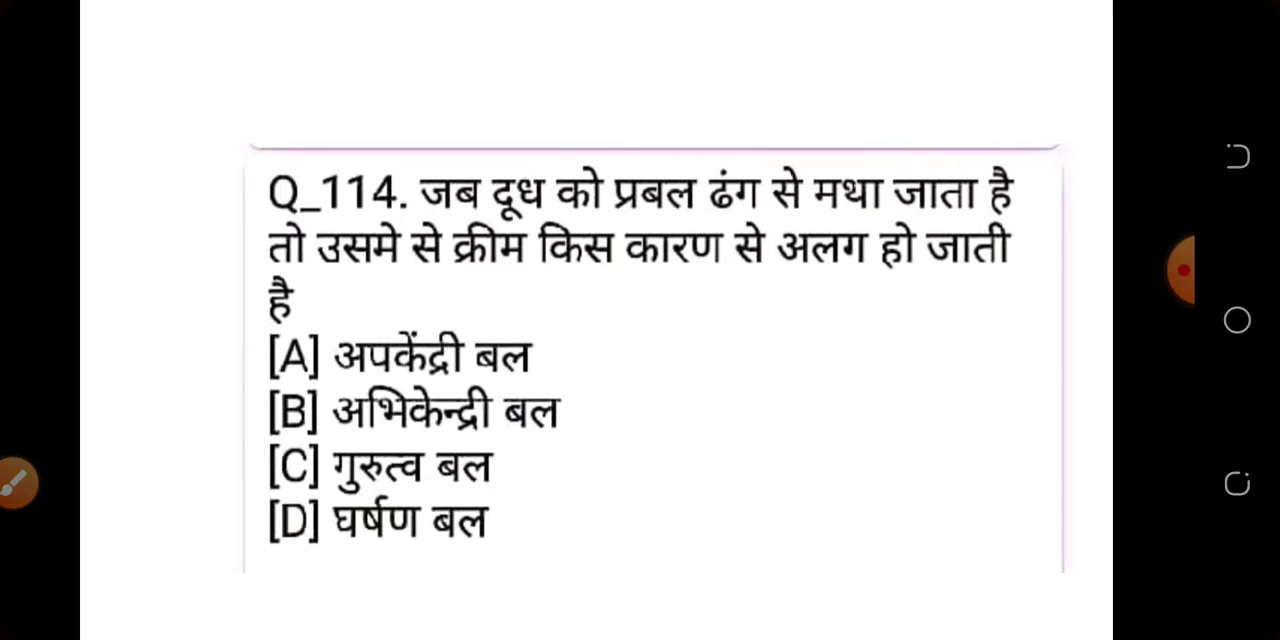 Q_114. जब दूध को प्रबल ढंग से मथा जाता है
तो उसमे से क्रीम किस कारण से अलग हो जाती
है
[A] अपकेंद्री बल
[B] अभिकेन्द्री बल
[C] गुरुत्व बल
[D] घर्षण बल